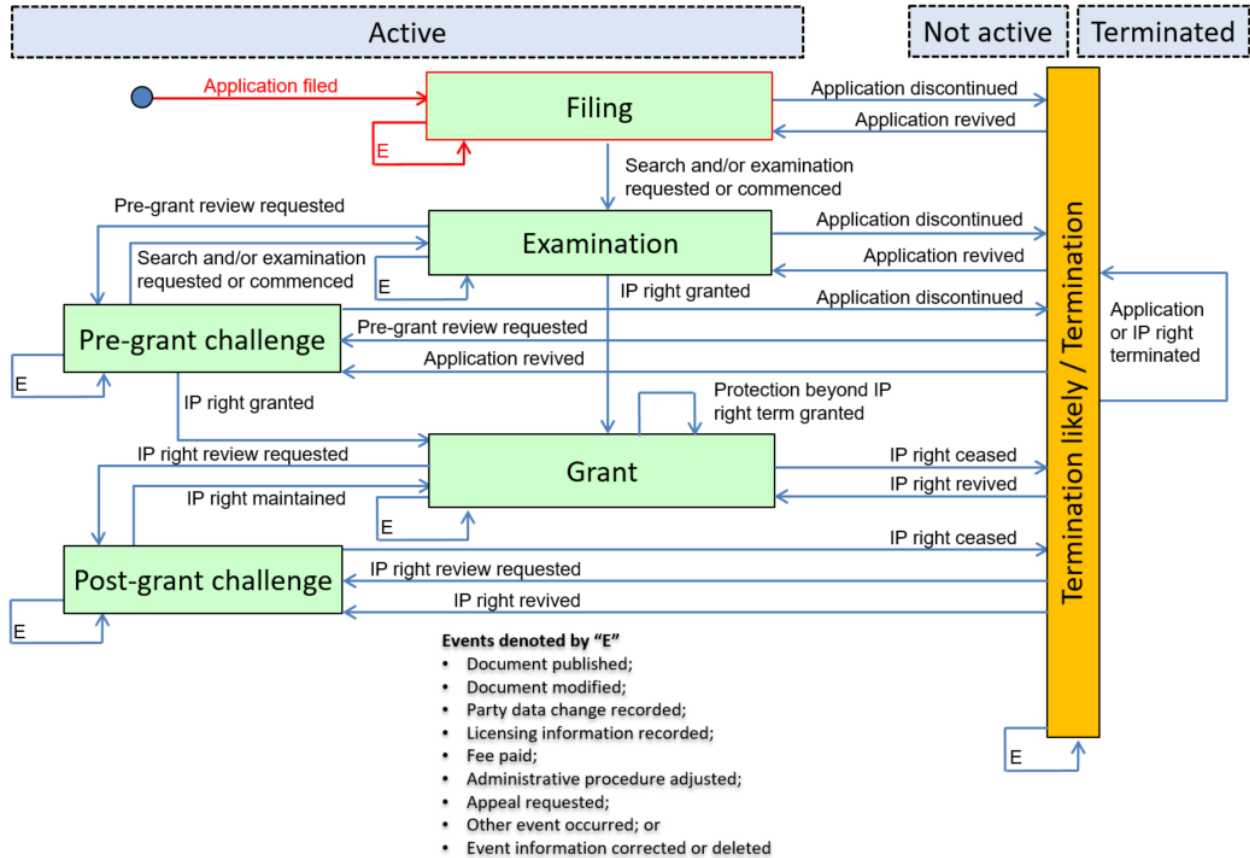 Active
Not active
Terminated
Application filed
Filing
E
Application discontinued
Application revived
Search and/or examination
requested or commenced
Pre-grant review requested
Examination
E
Application discontinued
Application revived
Search and/or examination
requested or commenced
IP right granted
Application discontinued
Pre-grant challenge
E
Pre-grant review requested
Application revived
Application
or IP right
terminated
Termination likely / Termination
IP right granted
Protection beyond IP
right term granted
IP right review requested
Grant
E
IP right ceased
IP right revived
IP right maintained
IP right ceased
Post-grant challenge
E
IP right review requested
IP right revived
E
Events denoted by “E”
• Document published;
• Document modified;
• Party data change recorded;
• Licensing information recorded;
• Fee paid;
• Administrative procedure adjusted;
• Appeal requested;
• Other event occurred; or
• Event information corrected or deleted